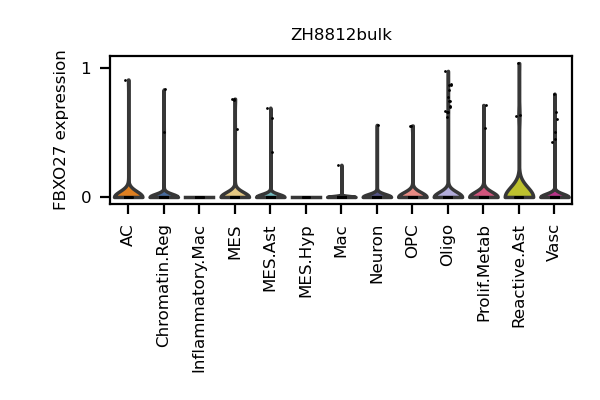 ZH8812bulk
FBXO27 expression
1
0
AC
Chromatin.Reg
Inflammatory.Mac
MES
MES.Ast
MES.Hyp
Mac
Neuron
OPC
Oligo
Prolif.Metab
Reactive.Ast
Vasc